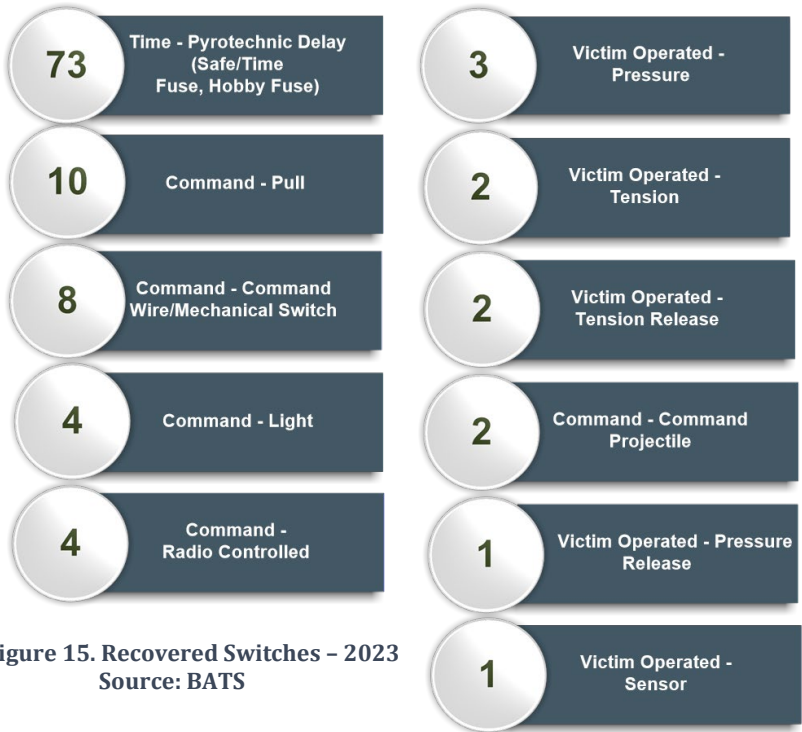 73
Time - Pyrotechnic Delay
(Safe/Time
Fuse, Hobby Fuse)
10
Command - Pull
8
Command - Command
Wire/Mechanical Switch
4
Command - Light
4
Command -
Radio Controlled
igure 15. Recovered Switches – 2023
Source: BATS
3
Victim Operated -
Pressure
2
Victim Operated -
Tension
2
Victim Operated -
Tension Release
2
Command - Command
Projectile
1
Victim Operated - Pressure
Release
1
Victim Operated -
Sensor